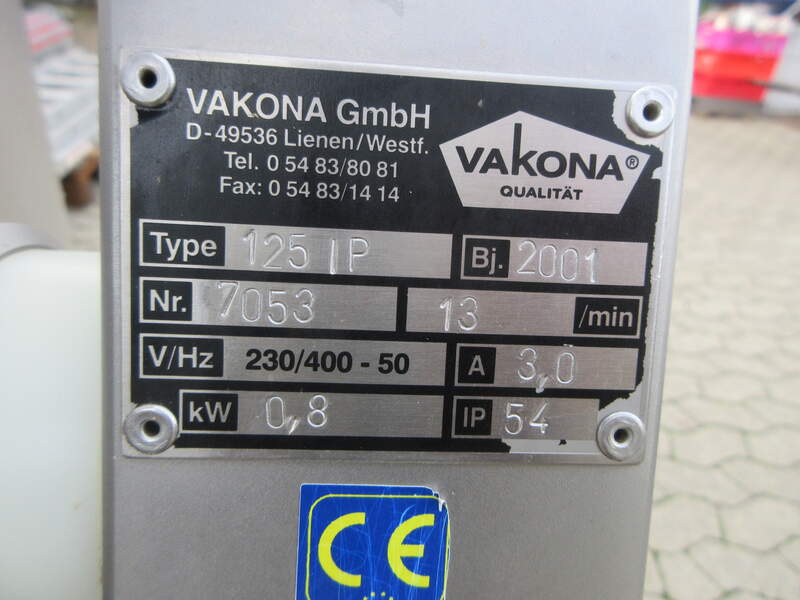 VAKONA GmbH
D-49536 Lienen/Westf.
Tel. 0 54 83/80 81
Fax: 0 54 83/14 14
VAKONA®
QUALITÄT
Type 125 IP Bj. 2001
Nr. 7053 13 /min
V/Hz 230/400 - 50 A 3,0
kW 0,8 IP 54
CE